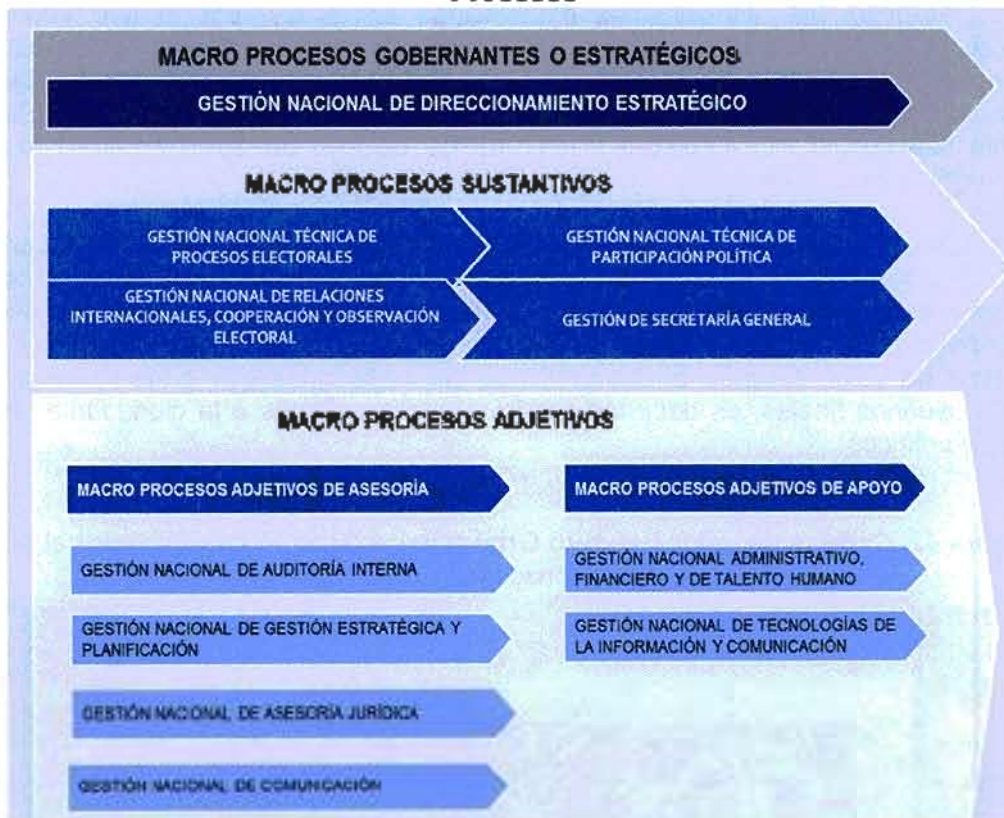 MACRO PROCESOS GOBERNANTES O ESTRATÉGICOS
GESTIÓN NACIONAL DE DIRECCIONAMIENTO ESTRATÉGICO
MACRO PROCESOS SUSTANTIVOS
GESTIÓN NACIONAL TÉCNICA DE
PROCESOS ELECTORALES
GESTIÓN NACIONAL TÉCNICA DE
PARTICIPACIÓN POLÍTICA
GESTIÓN NACIONAL DE RELACIONES
INTERNACIONALES, COOPERACIÓN Y OBSERVACIÓN
ELECTORAL
GESTIÓN DE SECRETARÍA GENERAL
MACRO PROCESOS ADJETIVOS
MACRO PROCESOS ADJETIVOS DE ASESORÍA
GESTIÓN NACIONAL DE AUDITORÍA INTERNA
GESTIÓN NACIONAL DE GESTIÓN ESTRATÉGICA Y
PLANIFICACIÓN
GESTIÓN NACIONAL DE ASESORÍA JURÍDICA
GESTIÓN NACIONAL DE COMUNICACIÓN
MACRO PROCESOS ADJETIVOS DE APOYO
GESTIÓN NACIONAL ADMINISTRATIVO,
FINANCIERO Y DE TALENTO HUMANO
GESTIÓN NACIONAL DE TECNOLOGÍAS DE
LA INFORMACIÓN Y COMUNICACIÓN